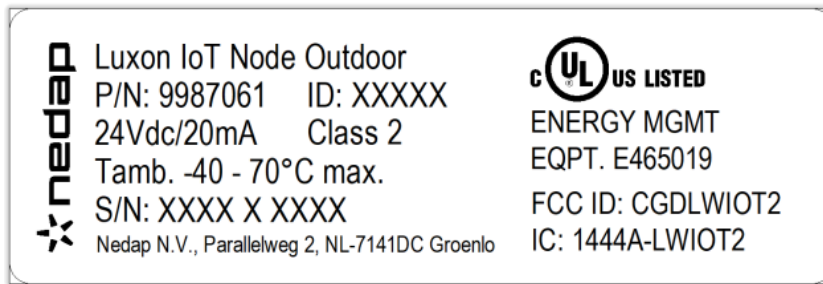 nedap
Luxon IoT Node Outdoor
P/N: 9987061 ID: XXXXX
24Vdc/20mA Class 2
Tamb. -40 - 70°C max.
S/N: XXXX X XXXX
Nedap N.V., Parallelweg 2, NL-7141DC Groenlo
C UL US LISTED
ENERGY MGMT
EQPT. E465019
FCC ID: CGDLWIOT2
IC: 1444A-LWIOT2